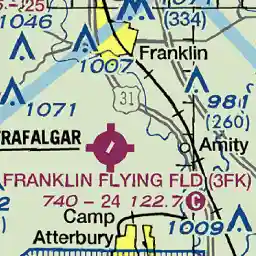 1046
(334)
Franklin
1007
31
1071
981
(260)
TRAFALGAR
Amity
FRANKLIN FLYING FLD (3FK)
740 - 24 122.7 C
Camp
Atterbury
1009